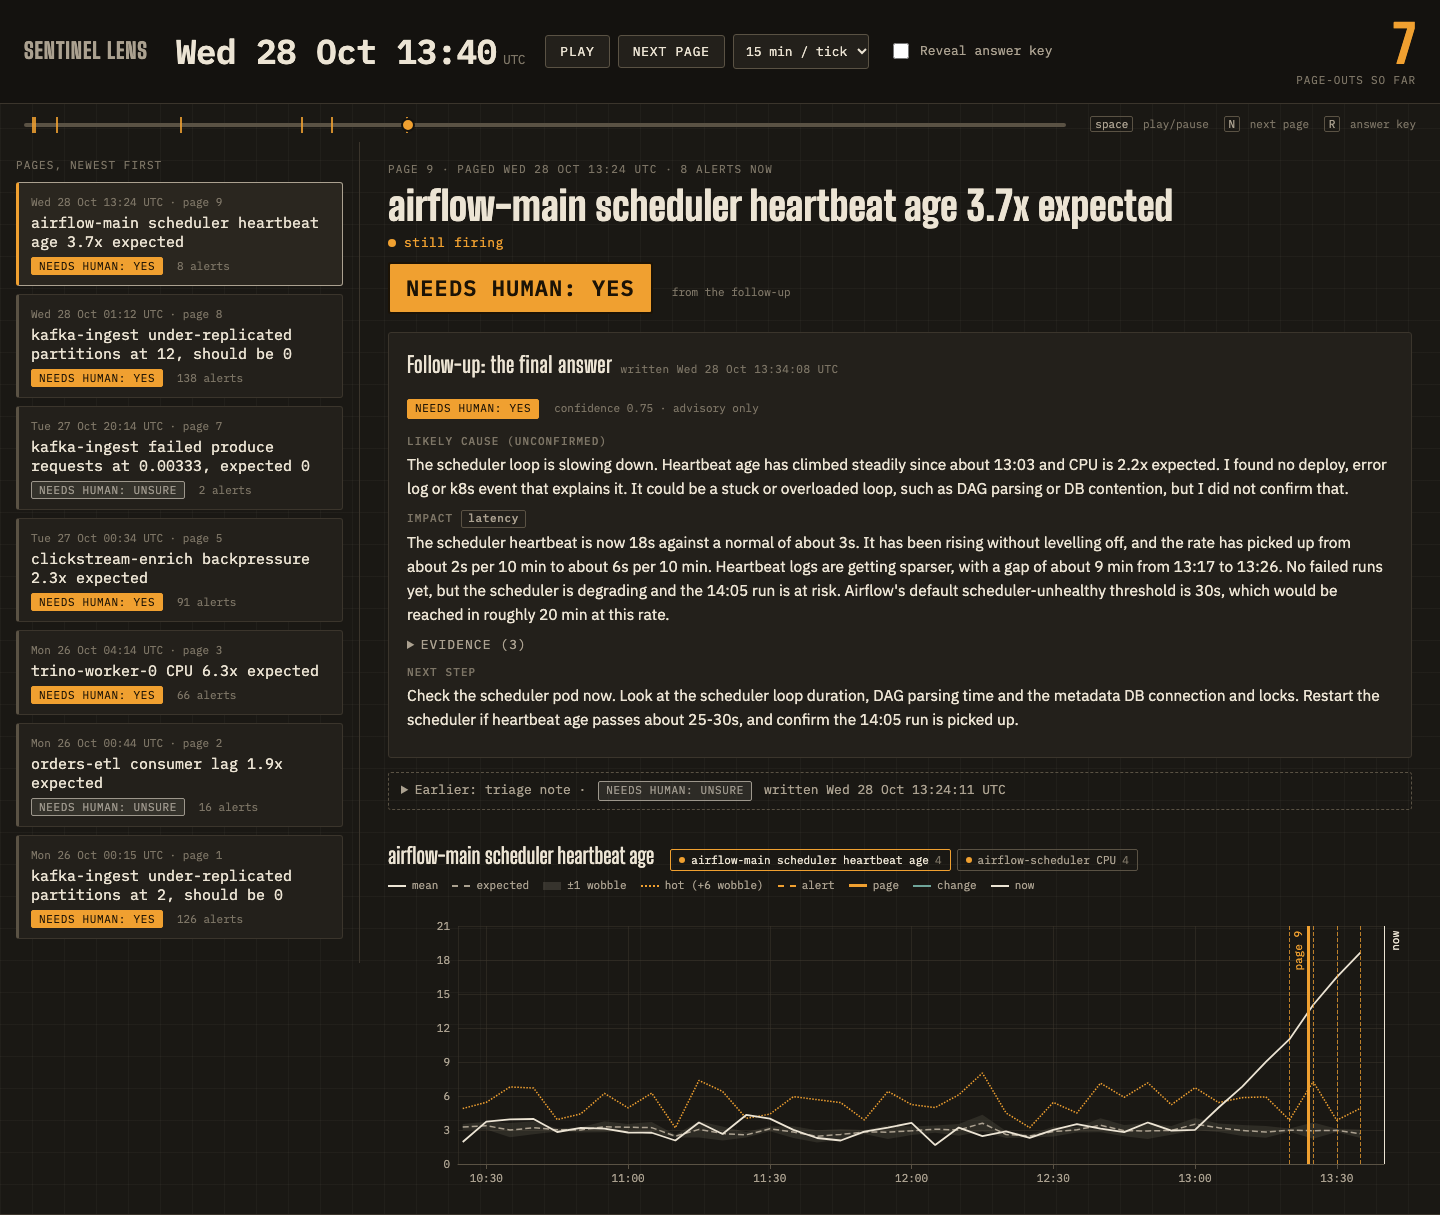 SENTINEL LENS
Wed 28 Oct 13:40 UTC
PLAY
NEXT PAGE
15 min / tick
Reveal answer key
7
PAGE-OUTS SO FAR
space play/pause N next page R answer key
PAGES, NEWEST FIRST
Wed 28 Oct 13:24 UTC · page 9
airflow-main scheduler heartbeat
age 3.7x expected
NEEDS HUMAN: YES 8 alerts
Wed 28 Oct 01:12 UTC · page 8
kafka-ingest under-replicated
partitions at 12, should be 0
NEEDS HUMAN: YES 138 alerts
Tue 27 Oct 20:14 UTC · page 7
kafka-ingest failed produce
requests at 0.00333, expected 0
NEEDS HUMAN: UNSURE 2 alerts
Tue 27 Oct 00:34 UTC · page 5
clickstream-enrich backpressure
2.3x expected
NEEDS HUMAN: YES 91 alerts
Mon 26 Oct 04:14 UTC · page 3
trino-worker-0 CPU 6.3x expected
NEEDS HUMAN: YES 66 alerts
Mon 26 Oct 00:44 UTC · page 2
orders-etl consumer lag 1.9x
expected
NEEDS HUMAN: UNSURE 16 alerts
Mon 26 Oct 00:15 UTC · page 1
kafka-ingest under-replicated
partitions at 2, should be 0
NEEDS HUMAN: YES 126 alerts
PAGE 9 · PAGED WED 28 OCT 13:24 UTC · 8 ALERTS NOW
airflow-main scheduler heartbeat age 3.7x expected
still firing
NEEDS HUMAN: YES from the follow-up
Follow-up: the final answer written Wed 28 Oct 13:34:08 UTC
NEEDS HUMAN: YES confidence 0.75 · advisory only
LIKELY CAUSE (UNCONFIRMED)
The scheduler loop is slowing down. Heartbeat age has climbed steadily since about 13:03 and CPU is 2.2x expected. I found no deploy, error
log or k8s event that explains it. It could be a stuck or overloaded loop, such as DAG parsing or DB contention, but I did not confirm that.
IMPACT latency
The scheduler heartbeat is now 18s against a normal of about 3s. It has been rising without levelling off, and the rate has picked up from
about 2s per 10 min to about 6s per 10 min. Heartbeat logs are getting sparser, with a gap of about 9 min from 13:17 to 13:26. No failed runs
yet, but the scheduler is degrading and the 14:05 run is at risk. Airflow's default scheduler-unhealthy threshold is 30s, which would be
reached in roughly 20 min at this rate.
EVIDENCE (3)
NEXT STEP
Check the scheduler pod now. Look at the scheduler loop duration, DAG parsing time and the metadata DB connection and locks. Restart the
scheduler if heartbeat age passes about 25-30s, and confirm the 14:05 run is picked up.
Earlier: triage note · NEEDS HUMAN: UNSURE written Wed 28 Oct 13:24:11 UTC
airflow-main scheduler heartbeat age
airflow-main scheduler heartbeat age 4
airflow-scheduler CPU 4
mean expected ±1 wobble hot (+6 wobble) alert page change now
21
18
15
12
9
6
3
0
page 9
now
10:30 11:00 11:30 12:00 12:30 13:00 13:30